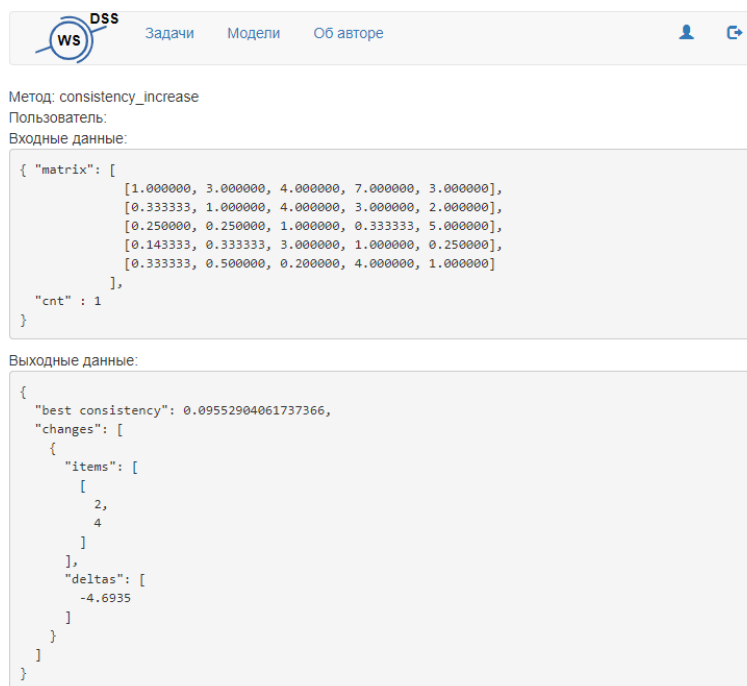 DSS
WS
Задачи Модели Об авторе
Метод: consistency_increase
Пользователь:
Входные данные:
{ "matrix": [
[1.000000, 3.000000, 4.000000, 7.000000, 3.000000],
[0.333333, 1.000000, 4.000000, 3.000000, 2.000000],
[0.250000, 0.250000, 1.000000, 0.333333, 5.000000],
[0.143333, 0.333333, 3.000000, 1.000000, 0.250000],
[0.333333, 0.500000, 0.200000, 4.000000, 1.000000]
],
"cnt" : 1
}
Выходные данные:
{
"best consistency": 0.09552904061737366,
"changes": [
{
"items": [
[
2,
4
]
],
"deltas": [
-4.6935
]
}
]
}